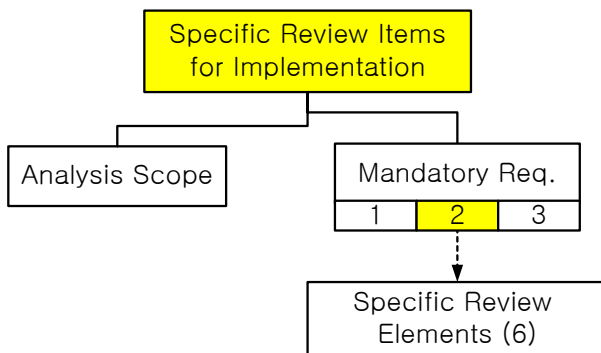 Specific Review Items
for Implementation
Analysis Scope
Mandatory Req.
1 2 3
Specific Review
Elements (6)